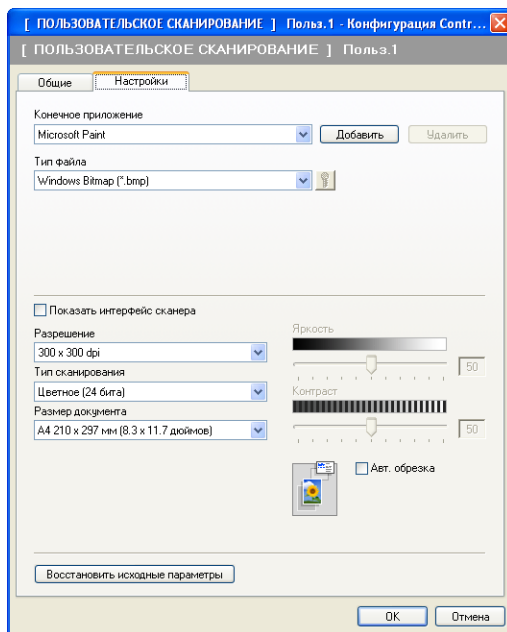 [ ПОЛЬЗОВАТЕЛЬСКОЕ СКАНИРОВАНИЕ ] Польз.1 - Конфигурация Contr...
[ ПОЛЬЗОВАТЕЛЬСКОЕ СКАНИРОВАНИЕ ] Польз.1
Общие Настройки
Конечное приложение
Microsoft Paint Добавить Удалить
Тип файла
Windows Bitmap (*.bmp)
Показать интерфейс сканера
Разрешение Яркость
300 x 300 dpi 50
Тип сканирования
Цветное (24 бита) Контраст
Размер документа
A4 210 x 297 мм (8.3 x 11.7 дюймов) 50
Авт. обрезка
Восстановить исходные параметры
OK Отмена